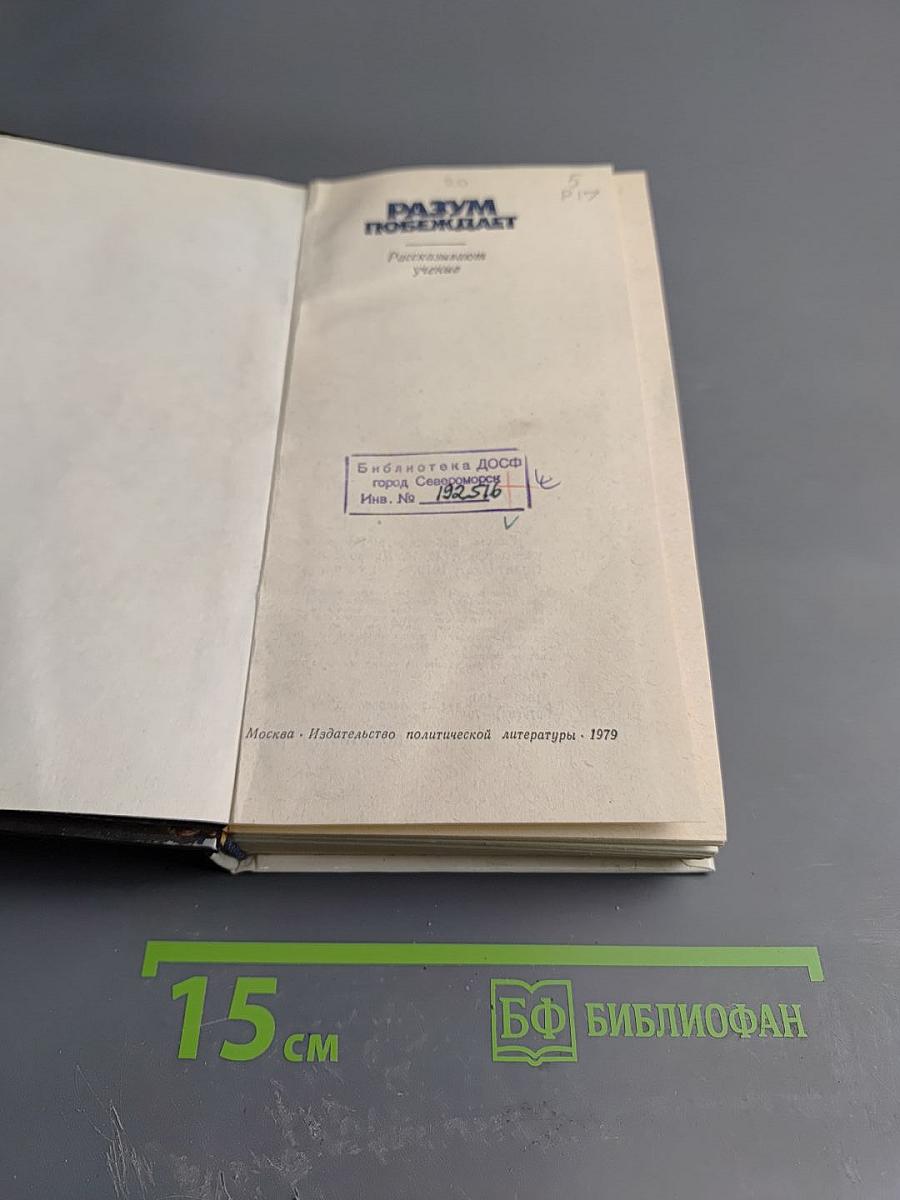 5
Р 17
РАЗУМ
ПОБЕЖДАЕТ
Рассказывают
ученые
Библиотека ДОСФ
город Североморск
Инв. № 192516
Москва · Издательство политической литературы · 1979
15 см
БФ БИБЛИОФАН